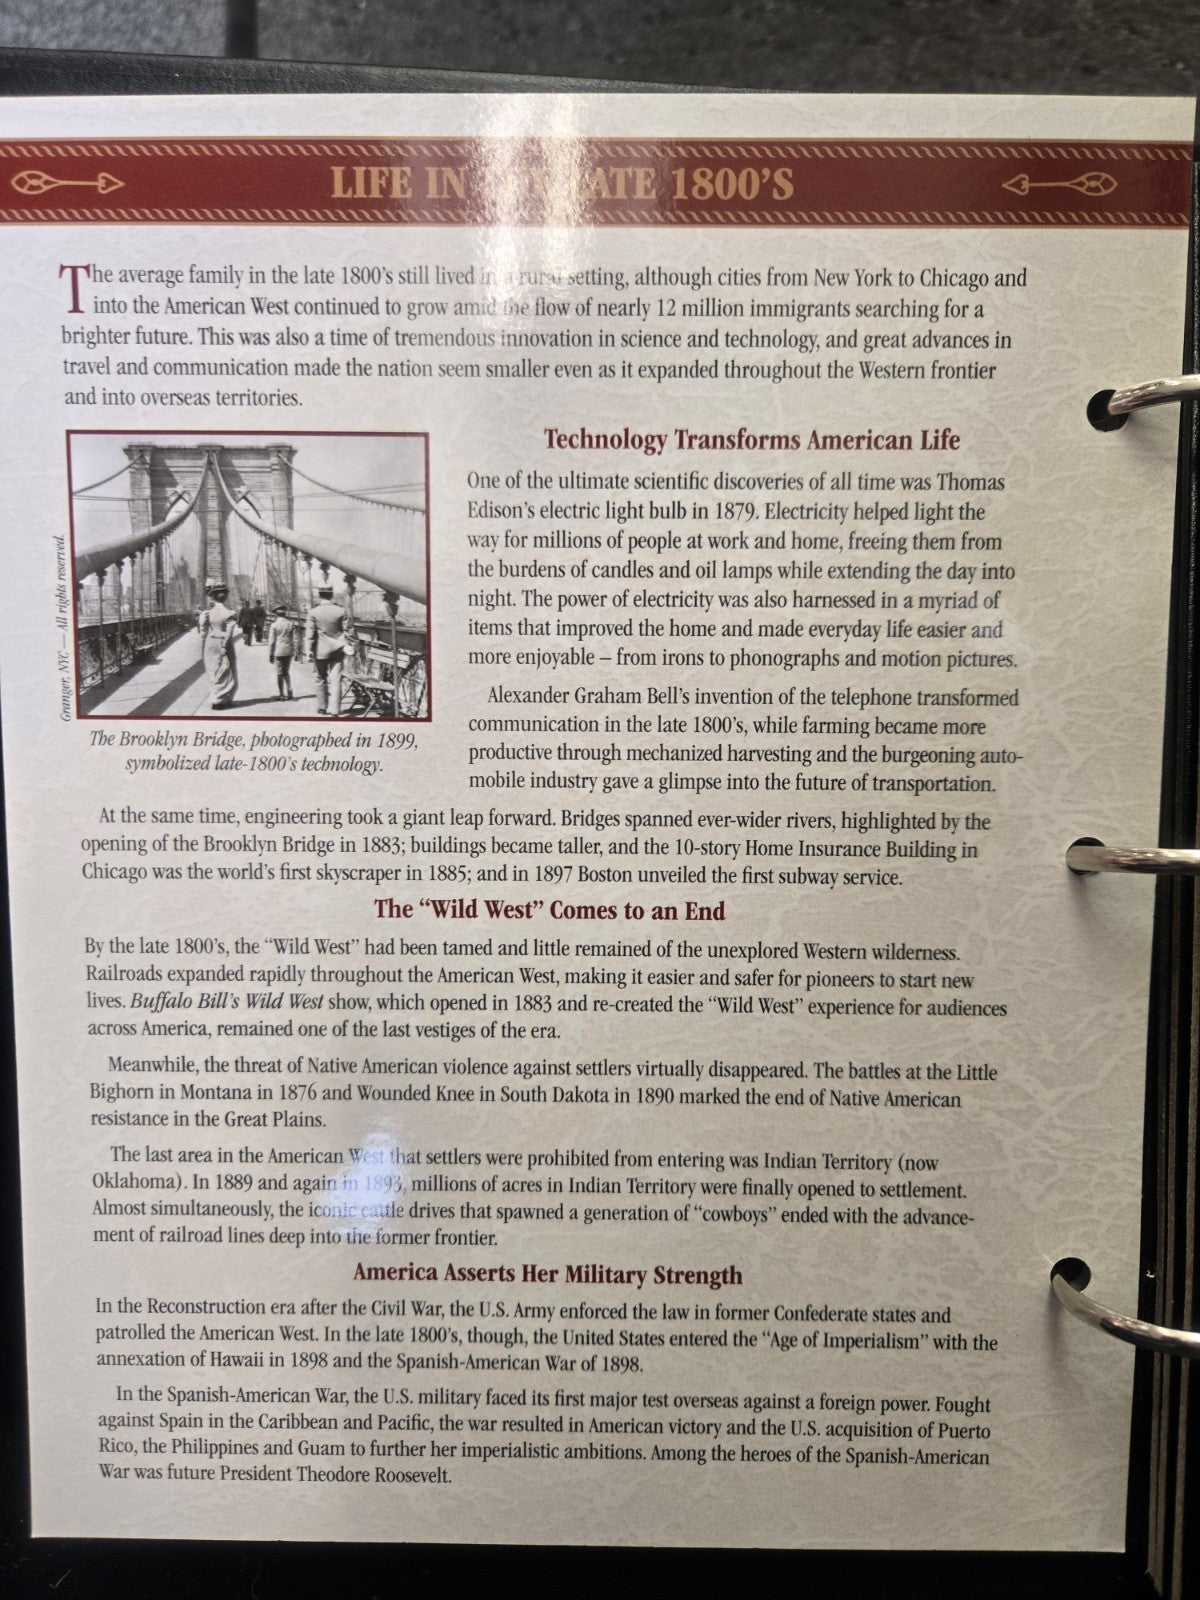 LIFE IN LATE 1800'S
The average family in the late 1800's still lived in a rural setting, although cities from New York to Chicago and
into the American West continued to grow amid the flow of nearly 12 million immigrants searching for a
brighter future. This was also a time of tremendous innovation in science and technology, and great advances in
travel and communication made the nation seem smaller even as it expanded throughout the Western frontier
and into overseas territories.
Granger, NYC — All rights reserved.
The Brooklyn Bridge, photographed in 1899,
symbolized late-1800's technology.
Technology Transforms American Life
One of the ultimate scientific discoveries of all time was Thomas
Edison's electric light bulb in 1879. Electricity helped light the
way for millions of people at work and home, freeing them from
the burdens of candles and oil lamps while extending the day into
night. The power of electricity was also harnessed in a myriad of
items that improved the home and made everyday life easier and
more enjoyable – from irons to phonographs and motion pictures.
Alexander Graham Bell's invention of the telephone transformed
communication in the late 1800's, while farming became more
productive through mechanized harvesting and the burgeoning auto-
mobile industry gave a glimpse into the future of transportation.
At the same time, engineering took a giant leap forward. Bridges spanned ever-wider rivers, highlighted by the
opening of the Brooklyn Bridge in 1883; buildings became taller, and the 10-story Home Insurance Building in
Chicago was the world's first skyscraper in 1885; and in 1897 Boston unveiled the first subway service.
The "Wild West" Comes to an End
By the late 1800's, the "Wild West" had been tamed and little remained of the unexplored Western wilderness.
Railroads expanded rapidly throughout the American West, making it easier and safer for pioneers to start new
lives. Buffalo Bill's Wild West show, which opened in 1883 and re-created the "Wild West" experience for audiences
across America, remained one of the last vestiges of the era.
Meanwhile, the threat of Native American violence against settlers virtually disappeared. The battles at the Little
Bighorn in Montana in 1876 and Wounded Knee in South Dakota in 1890 marked the end of Native American
resistance in the Great Plains.
The last area in the American West that settlers were prohibited from entering was Indian Territory (now
Oklahoma). In 1889 and again in 1893, millions of acres in Indian Territory were finally opened to settlement.
Almost simultaneously, the iconic cattle drives that spawned a generation of "cowboys" ended with the advance-
ment of railroad lines deep into the former frontier.
America Asserts Her Military Strength
In the Reconstruction era after the Civil War, the U.S. Army enforced the law in former Confederate states and
patrolled the American West. In the late 1800's, though, the United States entered the "Age of Imperialism" with the
annexation of Hawaii in 1898 and the Spanish-American War of 1898.
In the Spanish-American War, the U.S. military faced its first major test overseas against a foreign power. Fought
against Spain in the Caribbean and Pacific, the war resulted in American victory and the U.S. acquisition of Puerto
Rico, the Philippines and Guam to further her imperialistic ambitions. Among the heroes of the Spanish-American
War was future President Theodore Roosevelt.